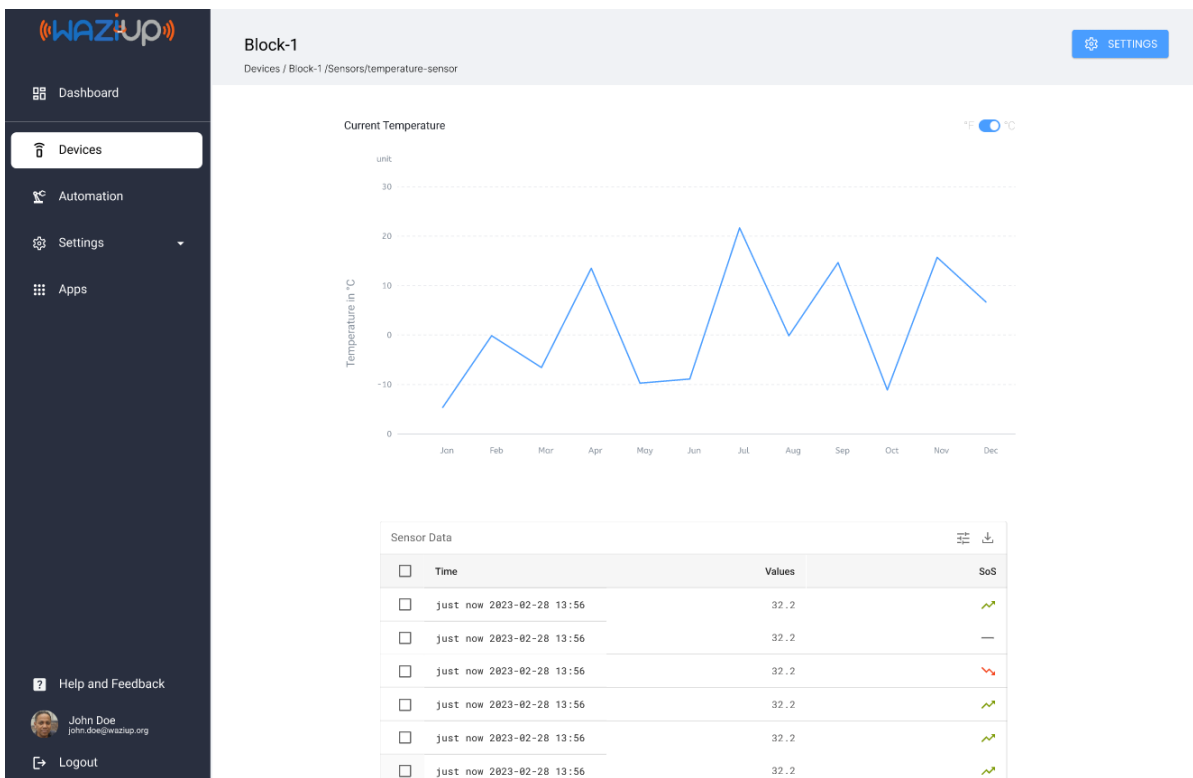 WAZIUP
Dashboard
Devices
Automation
Settings
Apps
Help and Feedback
John Doe
john.doe@waziup.org
Logout
Block-1
Devices / Block-1 /Sensors/temperature-sensor
SETTINGS
Current Temperature
°F °C
unit
30
20
10
0
-10
0
Temperature in °C
Jan Feb Mar Apr May Jun Jul Aug Sep Oct Nov Dec
Sensor Data
Time Values SoS
just now 2023-02-28 13:56 32.2
just now 2023-02-28 13:56 32.2
just now 2023-02-28 13:56 32.2
just now 2023-02-28 13:56 32.2
just now 2023-02-28 13:56 32.2
just now 2023-02-28 13:56 32.2